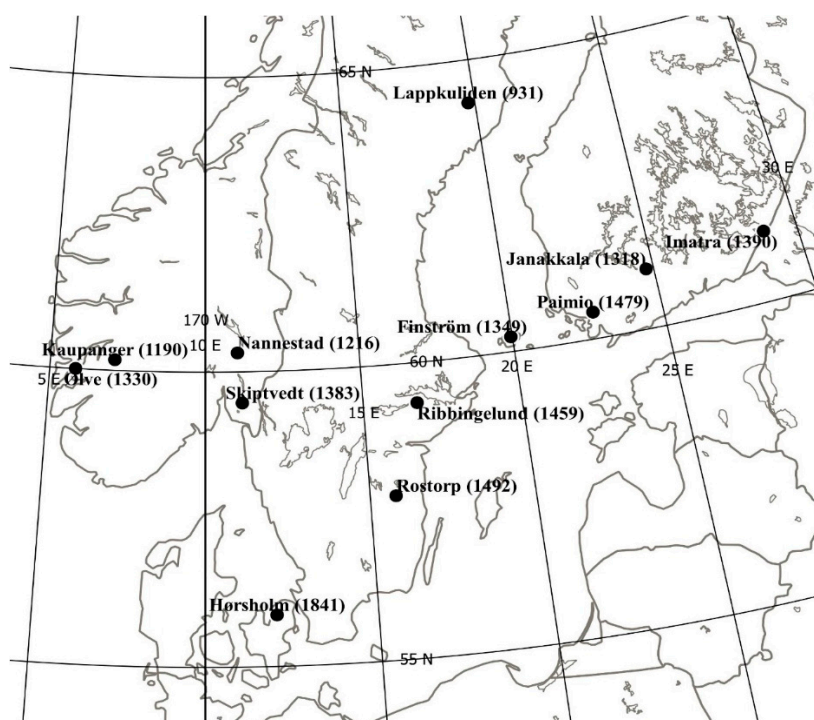 65 N
Lappkuliden (931)
30 E
Imatra (1390)
Janakkala (1318)
Paimio (1479)
170 W
10 E
Nannestad (1216)
Finström (1349)
Kaupanger (1190)
60 N
20 E
25 E
5 E
Ølve (1330)
Skiptvedt (1383)
15 E
Ribbingelund (1459)
Rostorp (1492)
Hørsholm (1841)
55 N